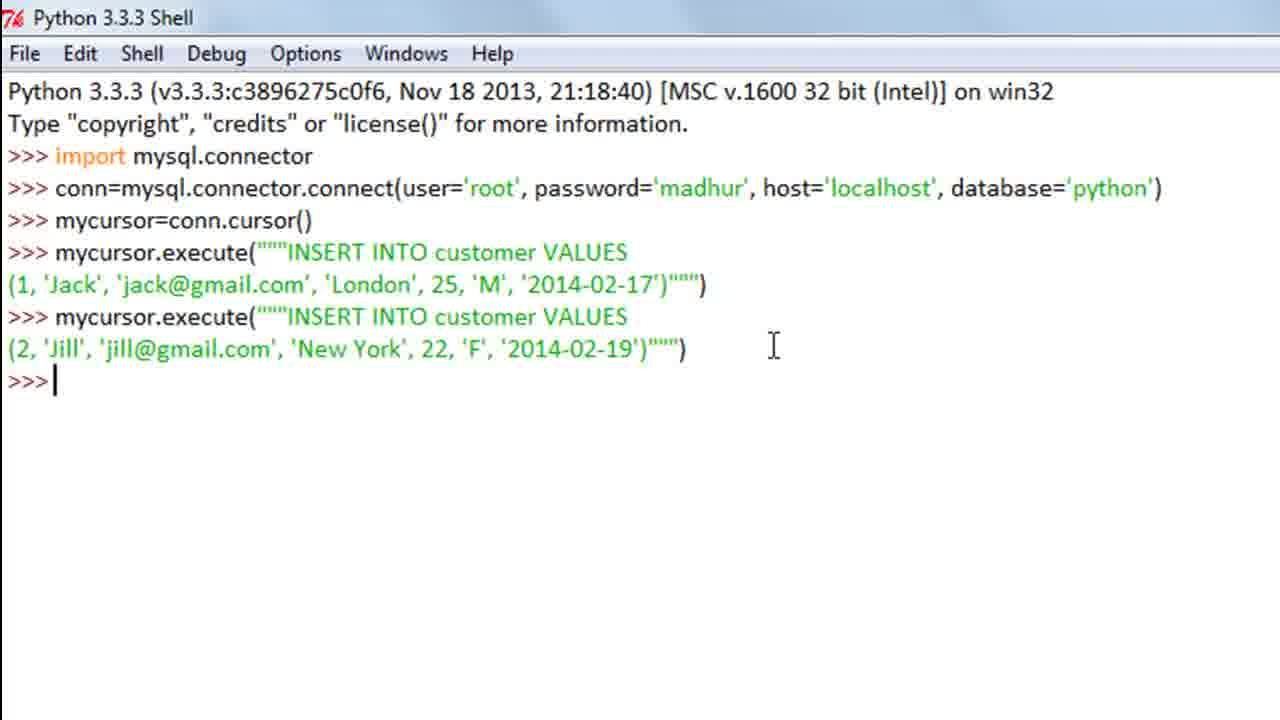 Python 3.3.3 Shell
File Edit Shell Debug Options Windows Help
Python 3.3.3 (v3.3.3:c3896275c0f6, Nov 18 2013, 21:18:40) [MSC v.1600 32 bit (Intel)] on win32
Type "copyright", "credits" or "license()" for more information.
>>> import mysql.connector
>>> conn=mysql.connector.connect(user='root', password='madhur', host='localhost', database='python')
>>> mycursor=conn.cursor()
>>> mycursor.execute("""INSERT INTO customer VALUES
(1, 'Jack', 'jack@gmail.com', 'London', 25, 'M', '2014-02-17')""")
>>> mycursor.execute("""INSERT INTO customer VALUES
(2, 'Jill', 'jill@gmail.com', 'New York', 22, 'F', '2014-02-19')""")
>>>